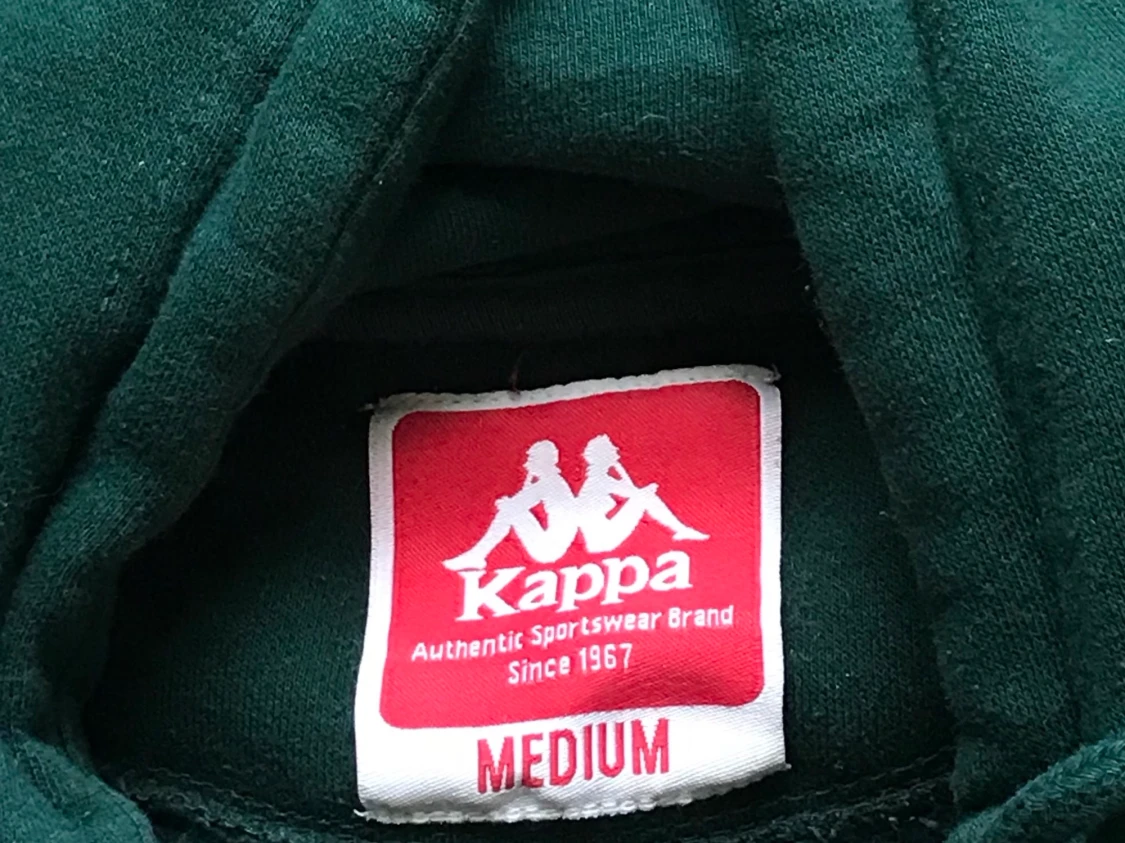 Kappa
Authentic Sportswear Brand
Since 1967
MEDIUM